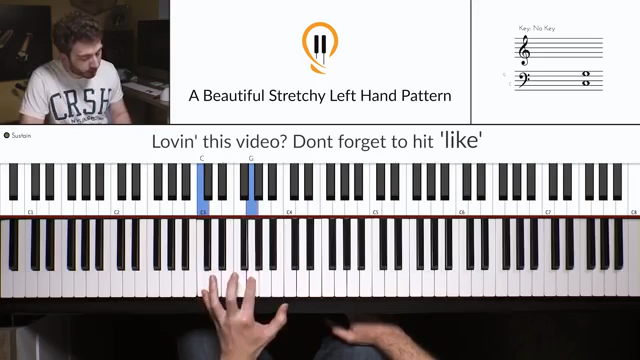 CRSH
A Beautiful Stretchy Left Hand Pattern
Key: No Key
G
C
Sustain
Lovin' this video? Dont forget to hit 'like'
C G
C1 C2 C3 C4 C5 C6 C7 C8